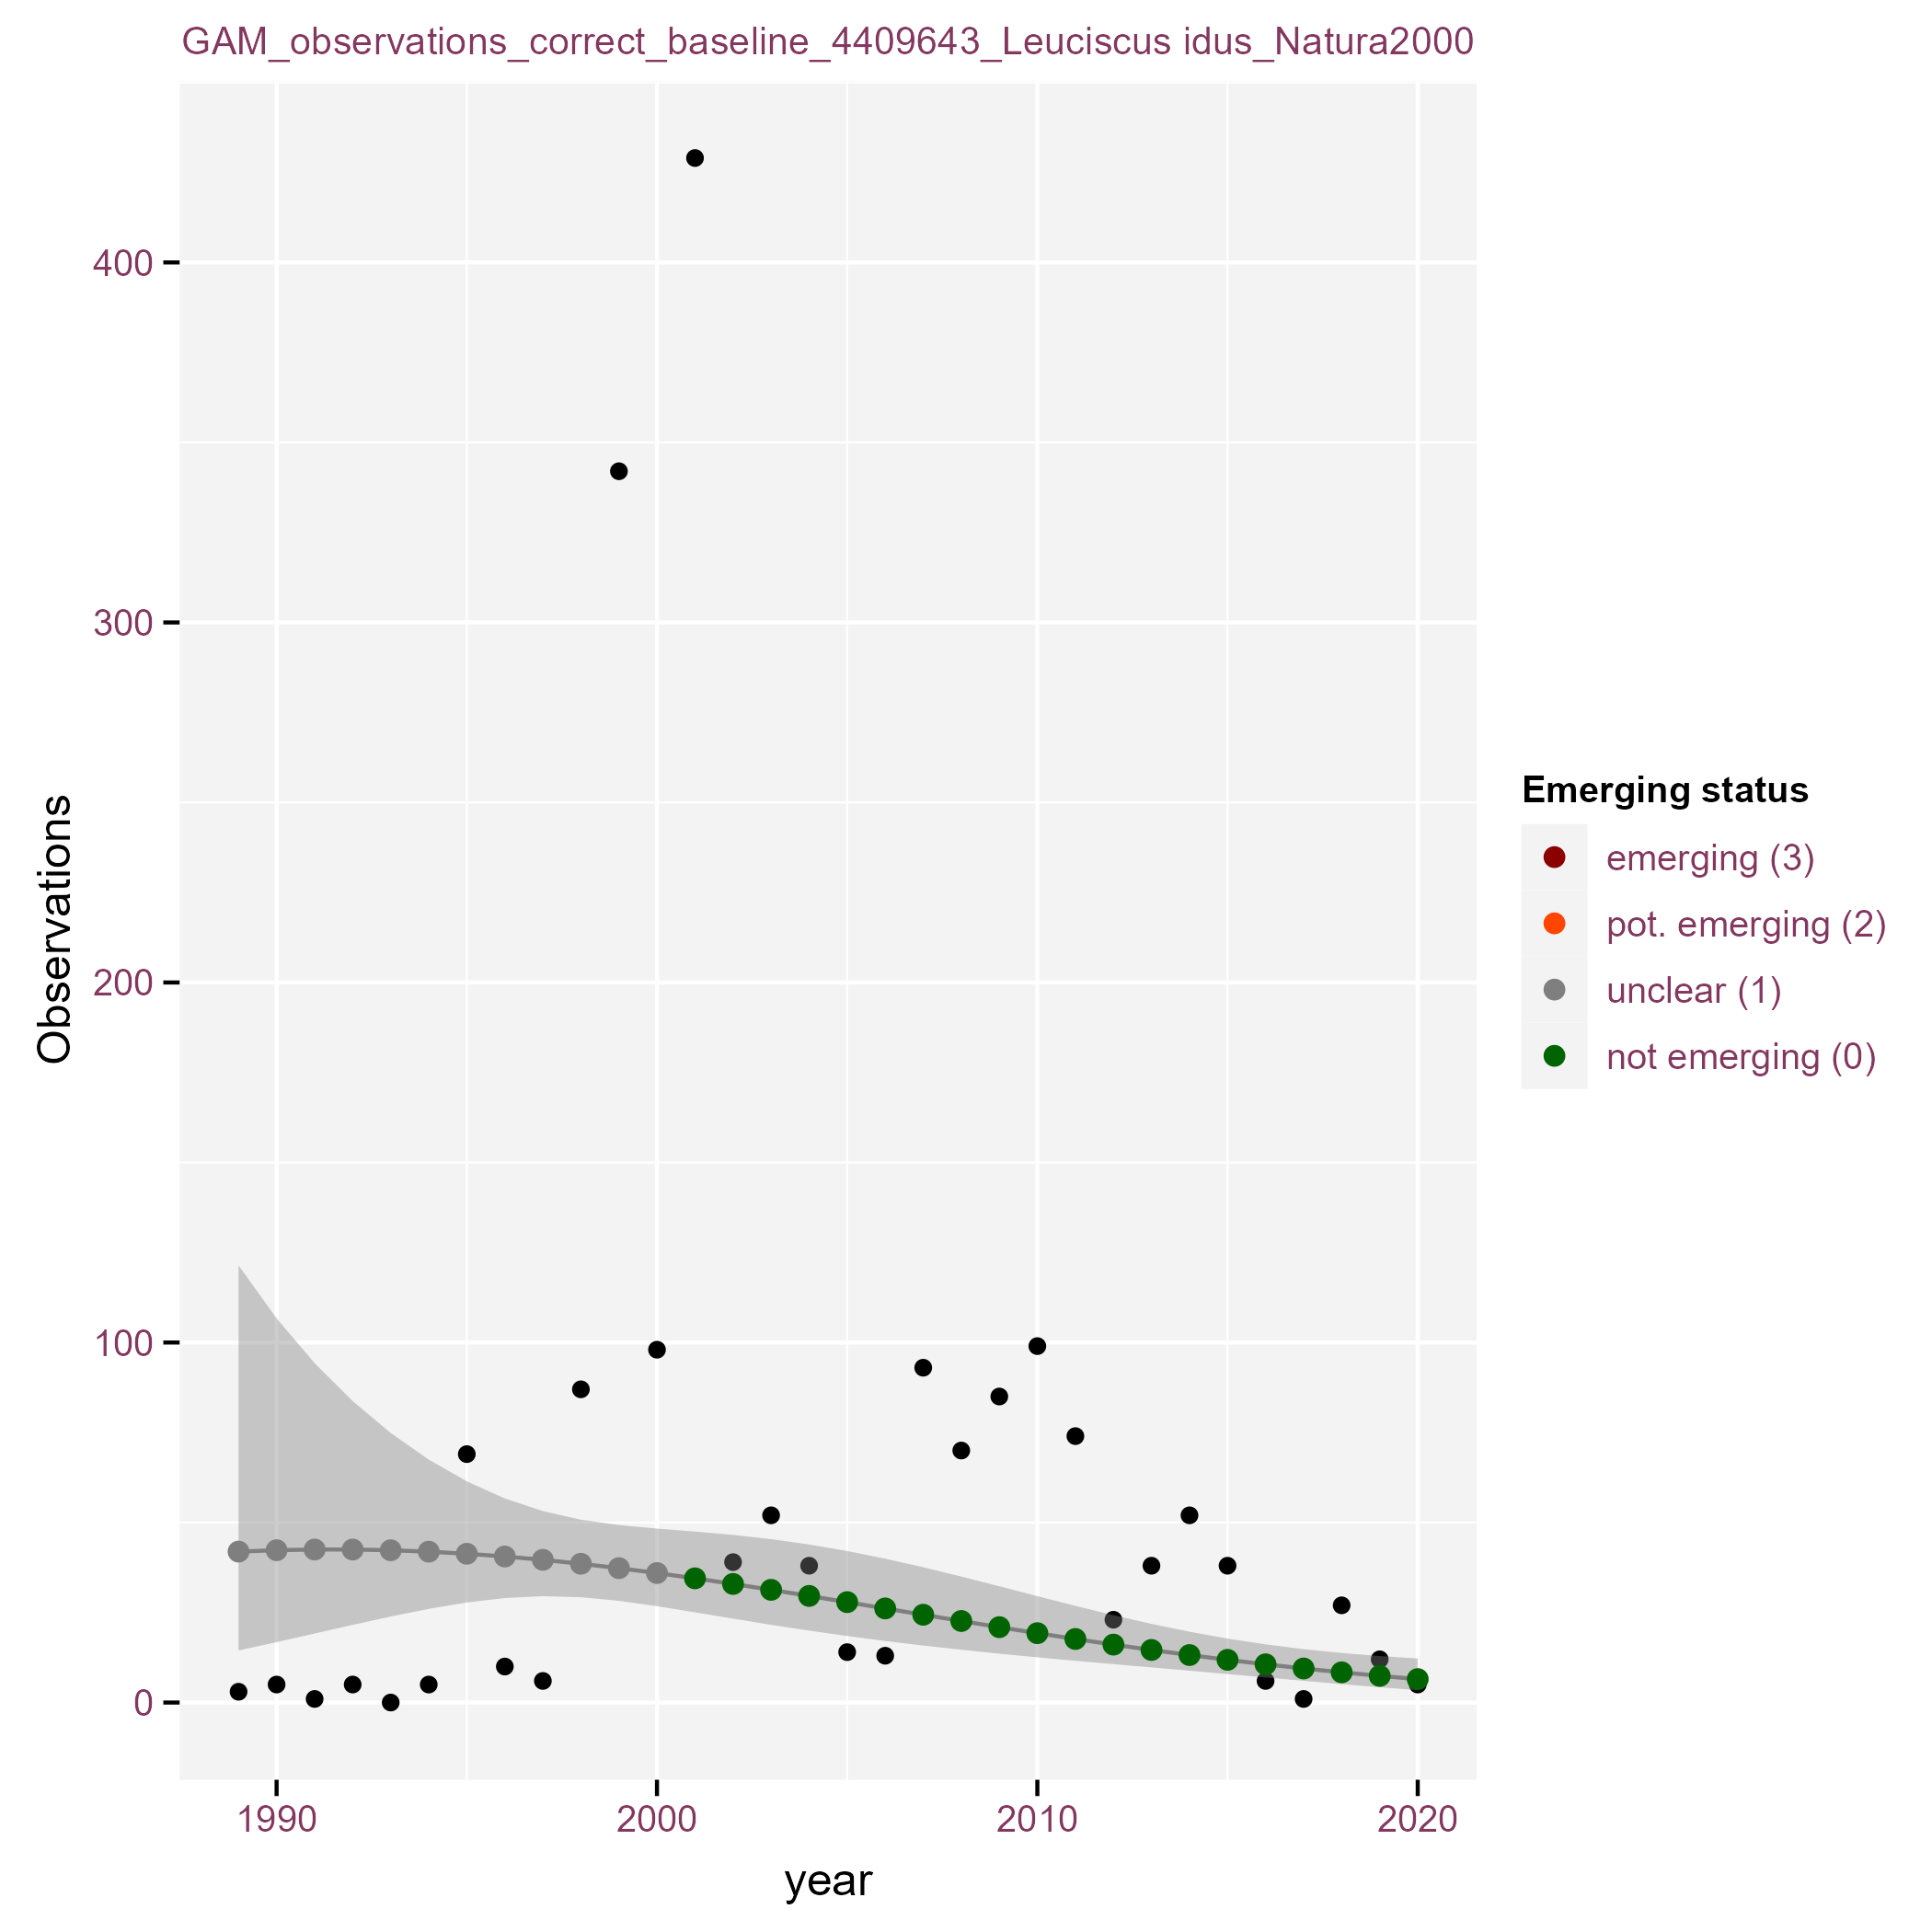 GAM_observations_correct_baseline_4409643_Leuciscus idus_Natura2000
400
300
200
100
0
Observations
1990
2000
2010
2020
year
Emerging status
emerging (3)
pot. emerging (2)
unclear (1)
not emerging (0)